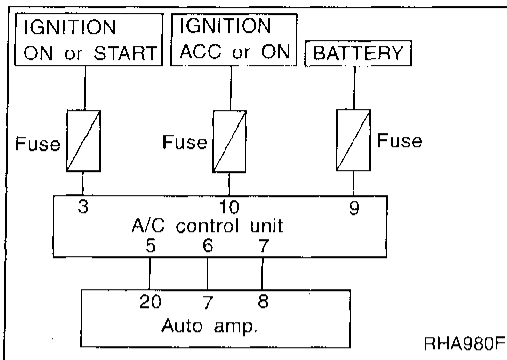 IGNITION
ON or START
IGNITION
ACC or ON
BATTERY
Fuse
Fuse
Fuse
3 10 9
A/C control unit
5 6 7
20 7 8
Auto amp.
RHA980F